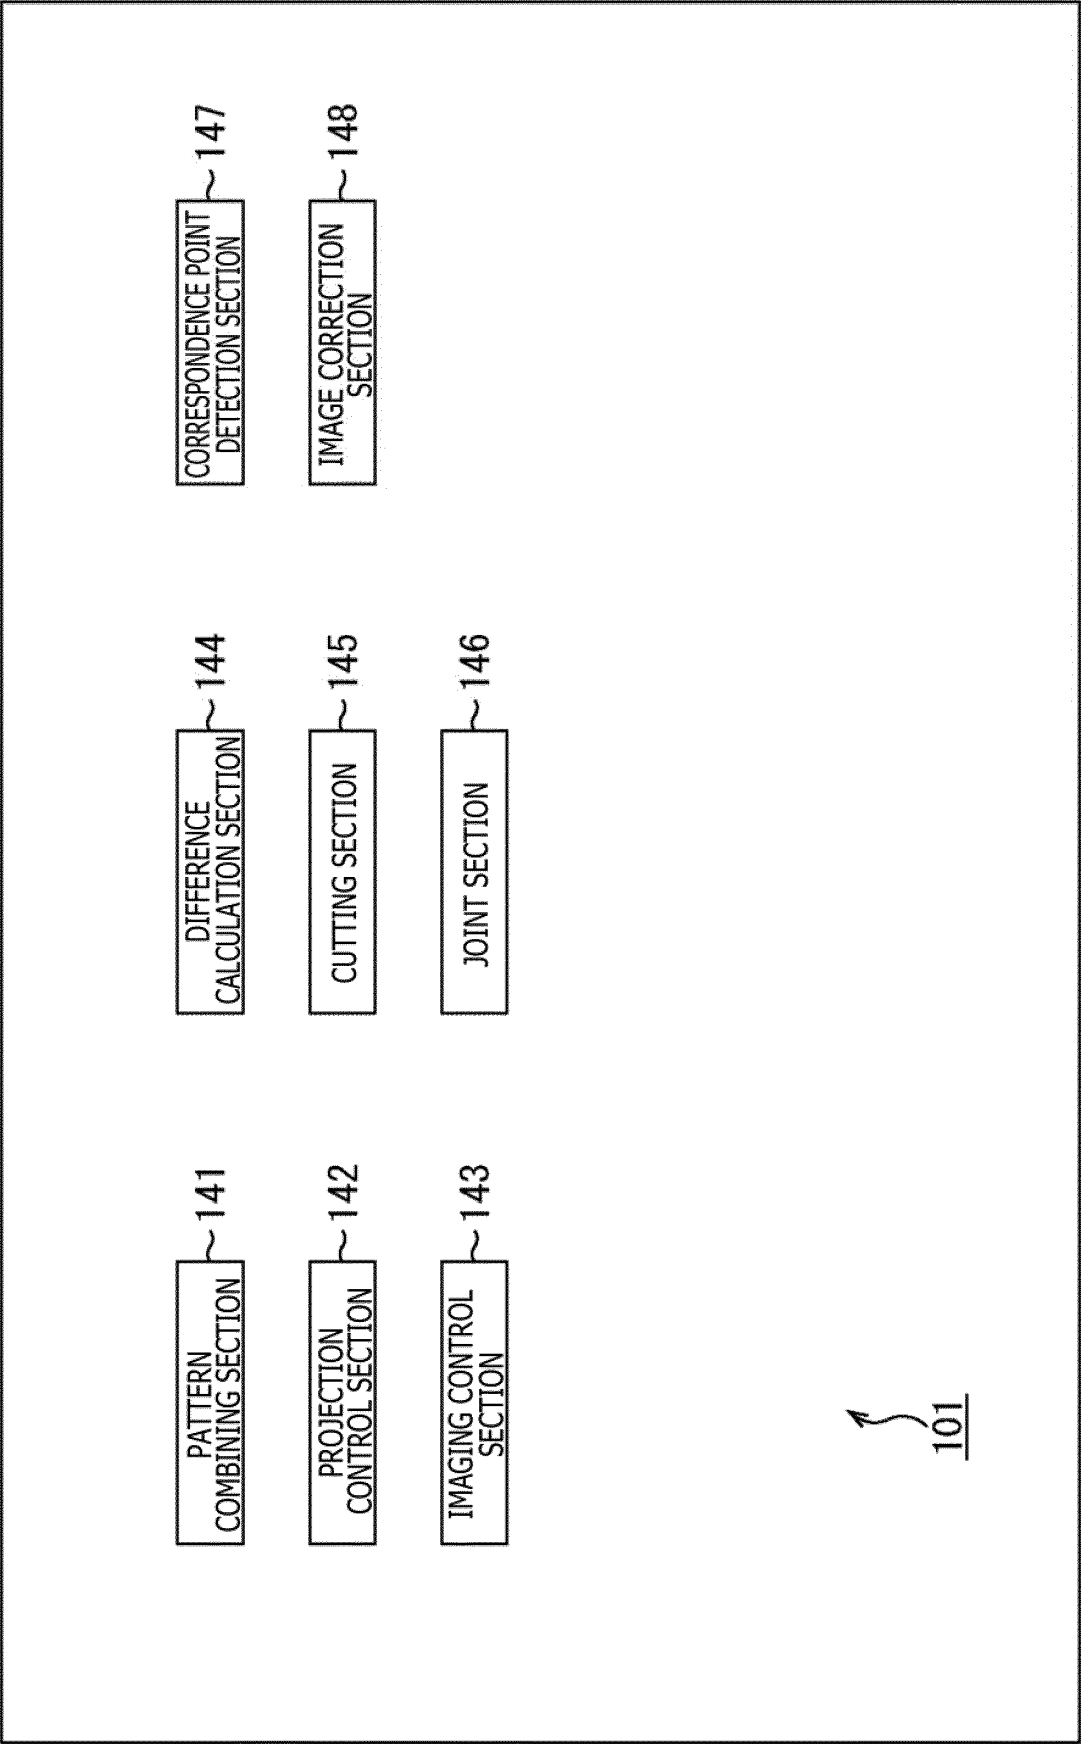 PATTERN
COMBINING SECTION
141
PROJECTION
CONTROL SECTION
142
IMAGING CONTROL
SECTION
143
DIFFERENCE
CALCULATION SECTION
144
CUTTING SECTION
145
JOINT SECTION
146
CORRESPONDENCE POINT
DETECTION SECTION
147
IMAGE CORRECTION
SECTION
148
101